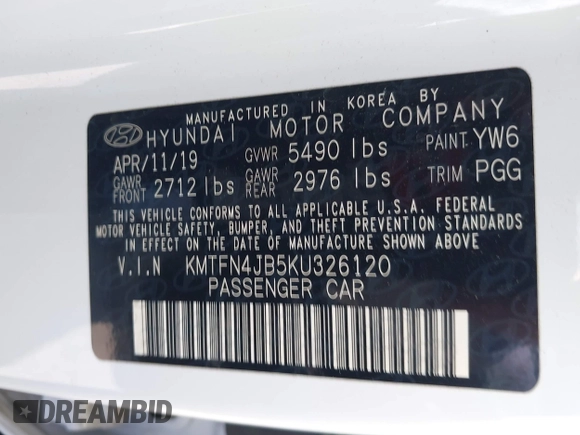 MANUFACTURED IN KOREA BY
HYUNDAI MOTOR COMPANY
APR/11/19 GVWR 5490 lbs PAINT YW6
GAWR FRONT 2712 lbs GAWR REAR 2976 lbs TRIM PGG
THIS VEHICLE CONFORMS TO ALL APPLICABLE U.S.A. FEDERAL
MOTOR VEHICLE SAFETY, BUMPER, AND THEFT PREVENTION STANDARDS
IN EFFECT ON THE DATE OF MANUFACTURE SHOWN ABOVE.
V.I.N KMTFN4JB5KU326120
PASSENGER CAR
DREAMBID